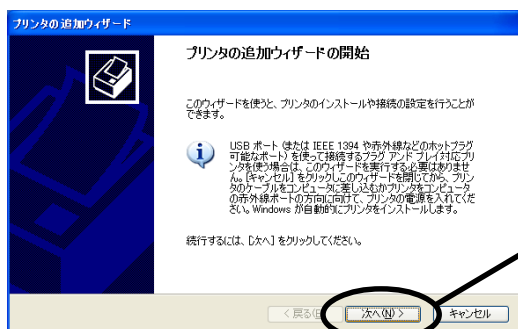 プリンタの追加ウィザード
プリンタの追加ウィザードの開始
このウィザードを使うと、プリンタのインストールや接続の設定を行うことが
できます。
USB ポート (または IEEE 1394 や赤外線などのホットプラグ
可能なポート) を使って接続するプラグ アンド プレイ対応プリ
ンタを使う場合は、このウィザードを実行する必要はありませ
ん。[キャンセル] をクリックしてこのウィザードを閉じてから、プリン
タのケーブルをコンピュータに差し込むかプリンタをコンピュータ
の赤外線ポートの方向に向けて、プリンタの電源を入れてくだ
さい。Windows が自動的にプリンタをインストールします。
続行するには、[次へ] をクリックしてください。
< 戻る(B 次へ(N) > キャンセル